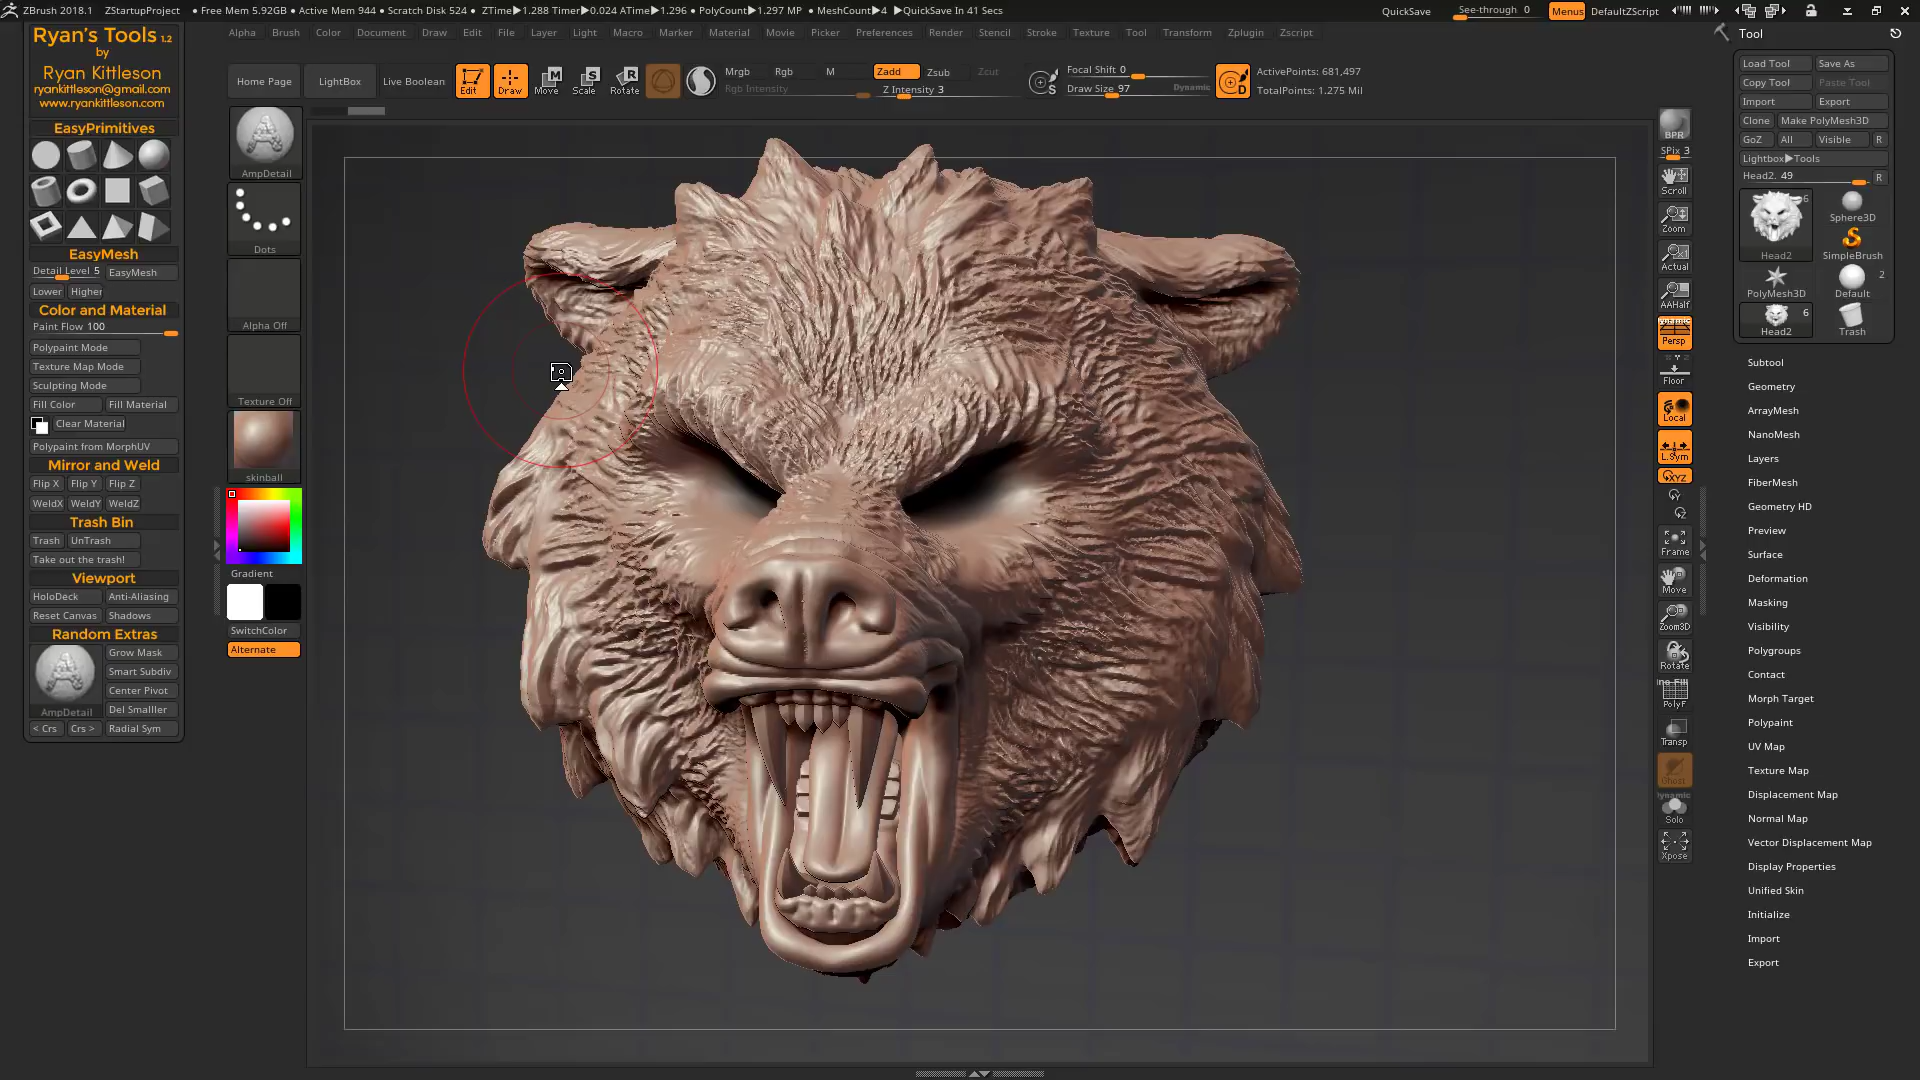 ZBrush 2018.1 ZStartupProject • Free Mem 5.92GB • Active Mem 944 • Scratch Disk 524 • ZTime▶1.288 Timer▶0.024 ATime▶1.296 • PolyCount▶1.297 MP • MeshCount▶4 ▶QuickSave In 41 Secs QuickSave See-through 0 Menus DefaultZScript
Alpha Brush Color Document Draw Edit File Layer Light Macro Marker Material Movie Picker Preferences Render Stencil Stroke Texture Tool Transform Zplugin Zscript
Ryan's Tools 1.2
by
Ryan Kittleson
ryankittleson@gmail.com
www.ryankittleson.com
EasyPrimitives
EasyMesh
Detail Level 5 EasyMesh
Lower Higher
Color and Material
Paint Flow 100
Polypaint Mode
Texture Map Mode
Sculpting Mode
Fill Color Fill Material
Clear Material
Polypaint from MorphUV
Mirror and Weld
Flip X Flip Y Flip Z
WeldX WeldY WeldZ
Trash Bin
Trash UnTrash
Take out the trash!
Viewport
HoloDeck Anti-Aliasing
Reset Canvas Shadows
Random Extras
Grow Mask
Smart Subdiv
Center Pivot
AmpDetail Del Smalller
< Crs Crs > Radial Sym
Home Page LightBox Live Boolean Edit Draw Move Scale Rotate
Mrgb Rgb M Zadd Zsub Zcut
Rgb Intensity Z Intensity 3
S Focal Shift 0
Draw Size 97 Dynamic
D ActivePoints: 681,497
TotalPoints: 1.275 Mil
AmpDetail
Dots
Alpha Off
Texture Off
skinball
Gradient
SwitchColor
Alternate
BPR
SPix 3
Scroll
Zoom
Actual
AAHalf
Dynamic
Persp
Floor
Local
L.Sym
XYZ
Y
Z
Frame
Move
Zoom3D
Rotate
Line Fill
PolyF
Transp
Ghost
Dynamic
Solo
Xpose
Tool
Load Tool Save As
Copy Tool Paste Tool
Import Export
Clone Make PolyMesh3D
GoZ All Visible R
Lightbox▶Tools
Head2. 49 R
6
Head2 Sphere3D
SimpleBrush
PolyMesh3D Default 2
Head2 6 Trash
Subtool
Geometry
ArrayMesh
NanoMesh
Layers
FiberMesh
Geometry HD
Preview
Surface
Deformation
Masking
Visibility
Polygroups
Contact
Morph Target
Polypaint
UV Map
Texture Map
Displacement Map
Normal Map
Vector Displacement Map
Display Properties
Unified Skin
Initialize
Import
Export